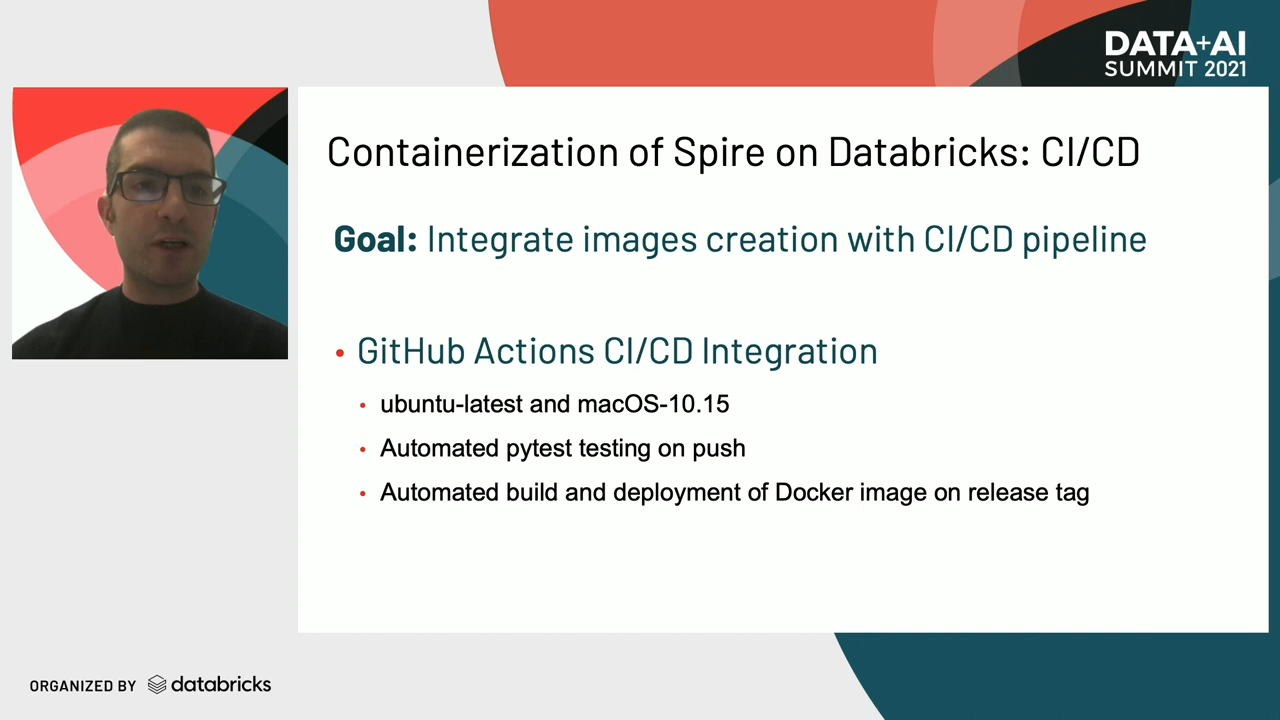 DATA+AI
SUMMIT 2021
Containerization of Spire on Databricks: CI/CD
Goal: Integrate images creation with CI/CD pipeline
• GitHub Actions CI/CD Integration
• ubuntu-latest and macOS-10.15
• Automated pytest testing on push
• Automated build and deployment of Docker image on release tag
ORGANIZED BY databricks